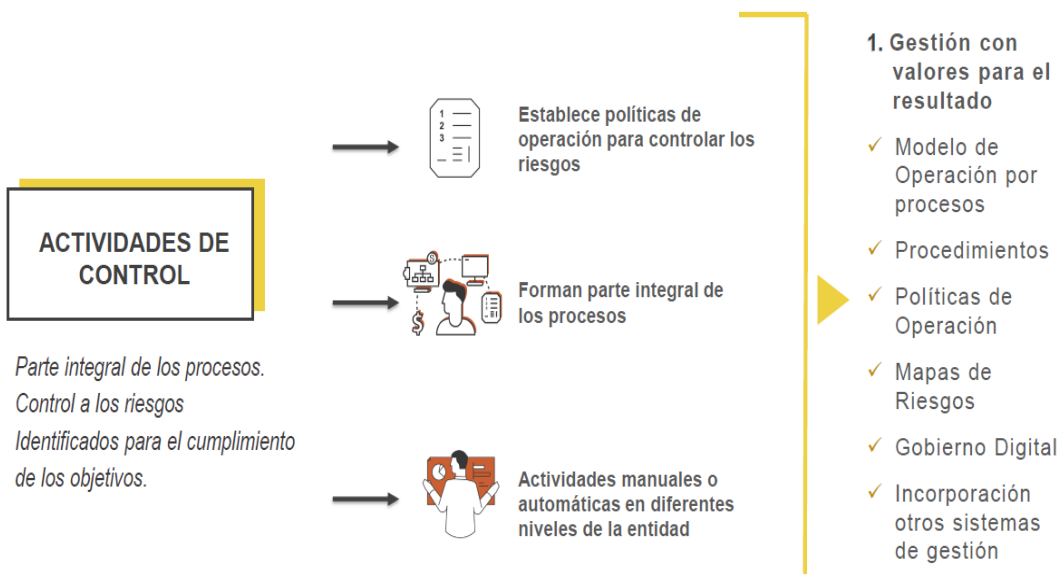 ACTIVIDADES DE
CONTROL
Parte integral de los procesos.
Control a los riesgos
Identificados para el cumplimiento
de los objetivos.
1
2
3
Establece políticas de
operación para controlar los
riesgos
$
$
Forman parte integral de
los procesos
Actividades manuales o
automáticas en diferentes
niveles de la entidad
1. Gestión con
valores para el
resultado
✓ Modelo de
Operación por
procesos
✓ Procedimientos
✓ Políticas de
Operación
✓ Mapas de
Riesgos
✓ Gobierno Digital
✓ Incorporación
otros sistemas
de gestión